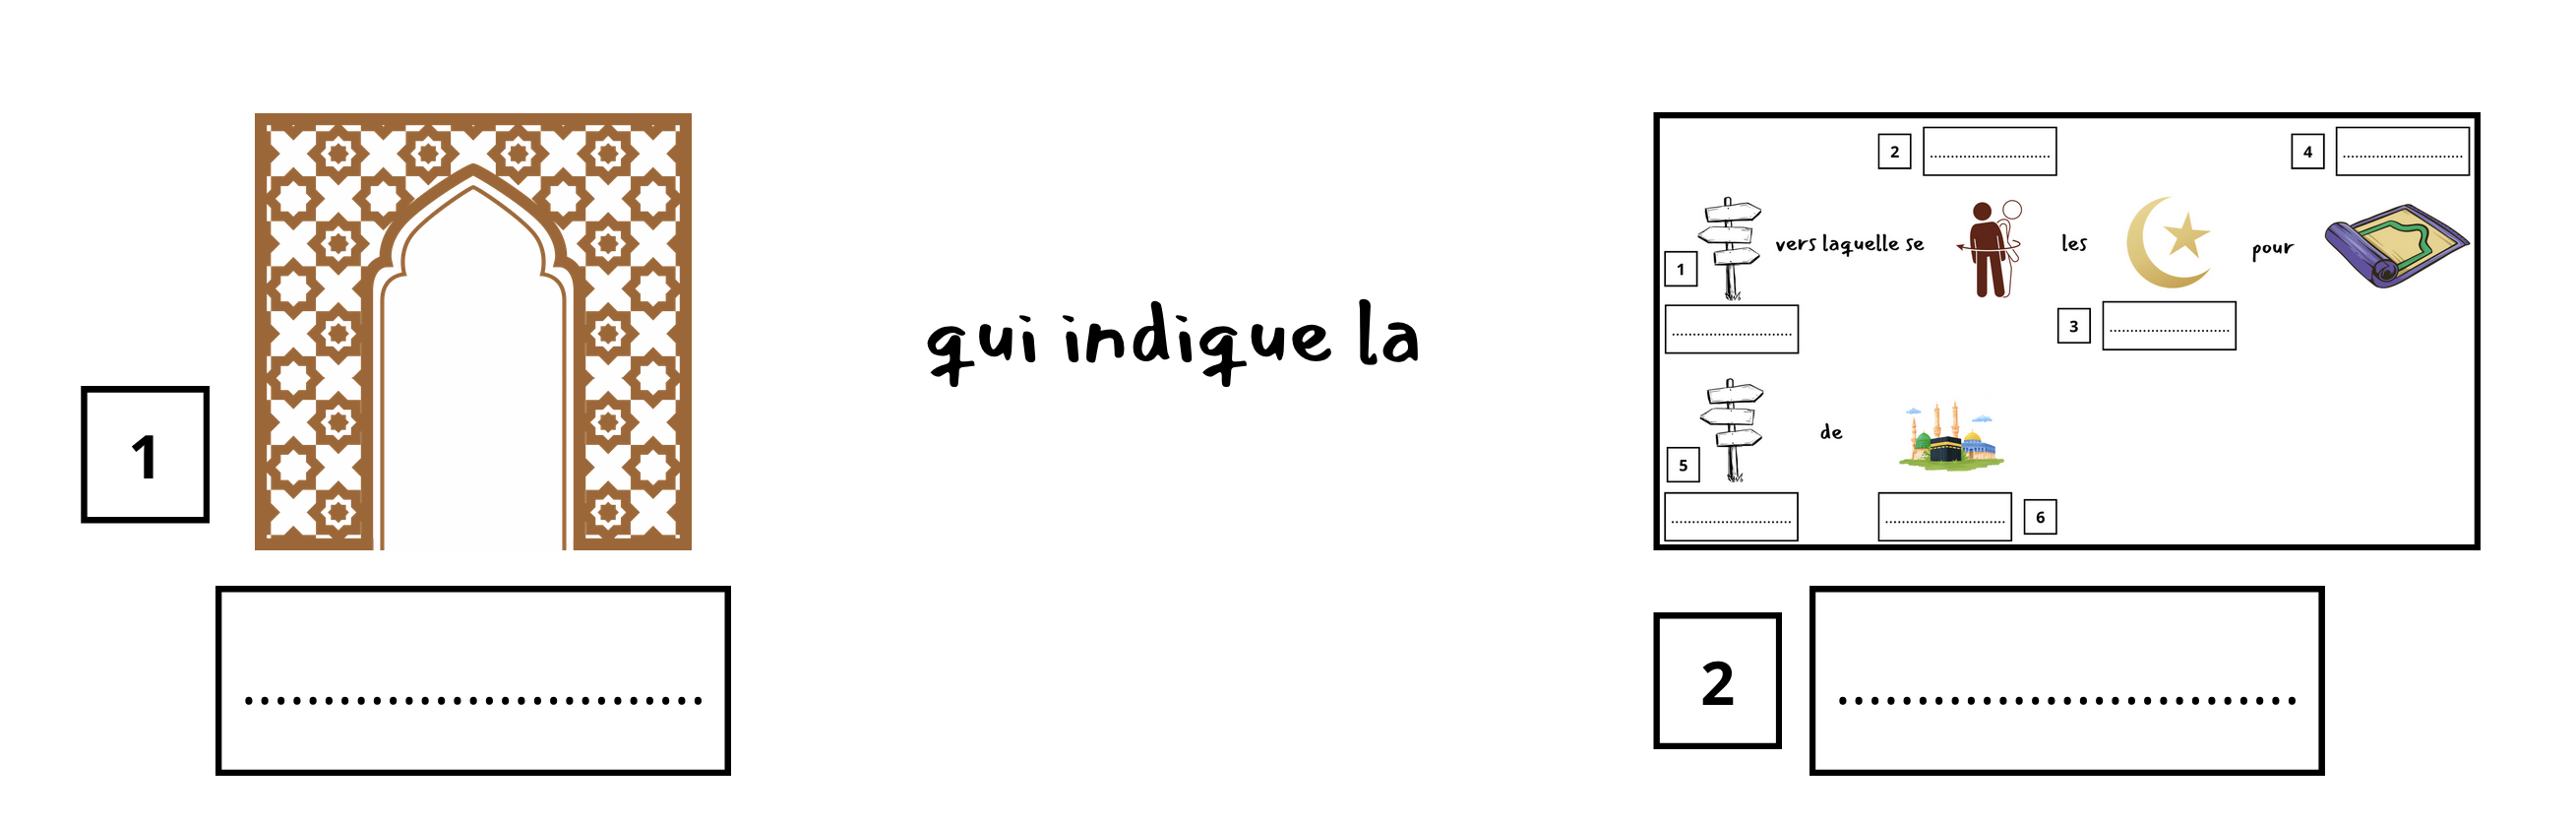 1
..............................
qui indique la
2 ..............................
4 ..............................
1
vers laquelle se
les
pour
..............................
3 ..............................
5
de
..............................
.............................. 6
2
..............................